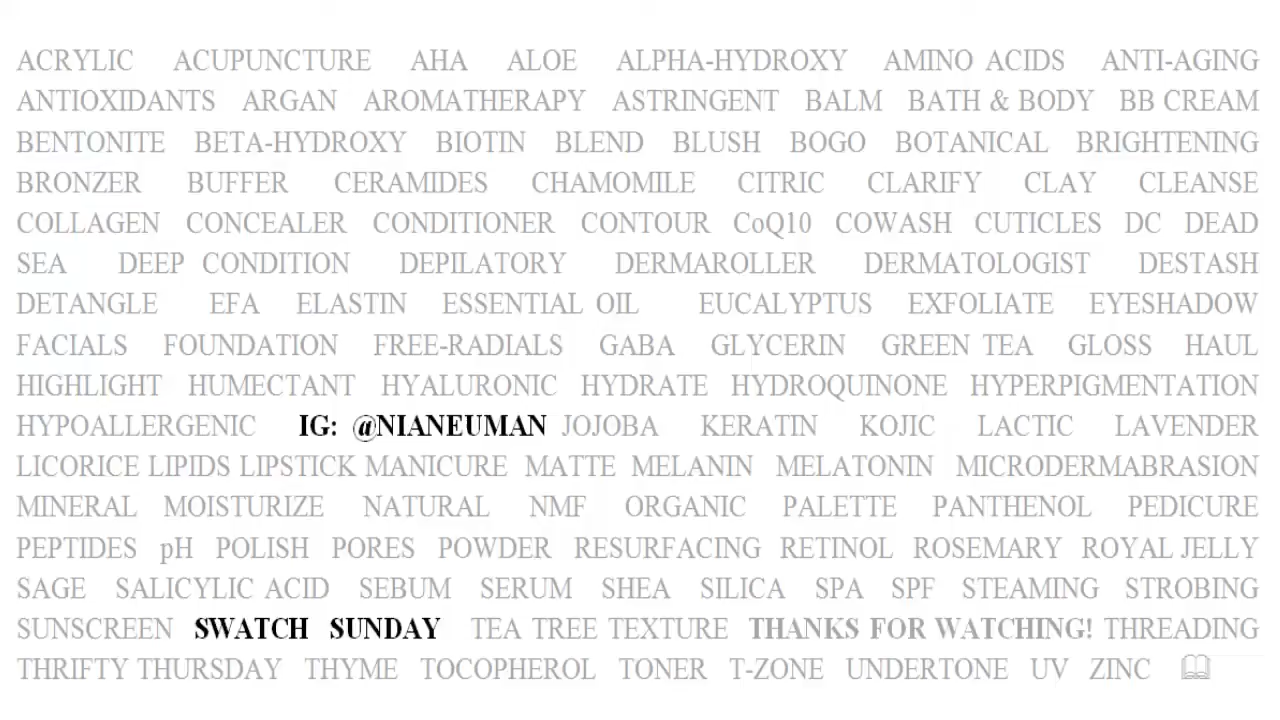 ACRYLIC ACUPUNCTURE AHA ALOE ALPHA-HYDROXY AMINO ACIDS ANTI-AGING
ANTIOXIDANTS ARGAN AROMATHERAPY ASTRINGENT BALM BATH & BODY BB CREAM
BENTONITE BETA-HYDROXY BIOTIN BLEND BLUSH BOGO BOTANICAL BRIGHTENING
BRONZER BUFFER CERAMIDES CHAMOMILE CITRIC CLARIFY CLAY CLEANSE
COLLAGEN CONCEALER CONDITIONER CONTOUR CoQ10 COWASH CUTICLES DC DEAD
SEA DEEP CONDITION DEPILATORY DERMAROLLER DERMATOLOGIST DESTASH
DETANGLE EFA ELASTIN ESSENTIAL OIL EUCALYPTUS EXFOLIATE EYESHADOW
FACIALS FOUNDATION FREE-RADIALS GABA GLYCERIN GREEN TEA GLOSS HAUL
HIGHLIGHT HUMECTANT HYALURONIC HYDRATE HYDROQUINONE HYPERPIGMENTATION
HYPOALLERGENIC IG: @NIANEUMAN JOJOBA KERATIN KOJIC LACTIC LAVENDER
LICORICE LIPIDS LIPSTICK MANICURE MATTE MELANIN MELATONIN MICRODERMABRASION
MINERAL MOISTURIZE NATURAL NMF ORGANIC PALETTE PANTHENOL PEDICURE
PEPTIDES pH POLISH PORES POWDER RESURFACING RETINOL ROSEMARY ROYAL JELLY
SAGE SALICYLIC ACID SEBUM SERUM SHEA SILICA SPA SPF STEAMING STROBING
SUNSCREEN SWATCH SUNDAY TEA TREE TEXTURE THANKS FOR WATCHING! THREADING
THRIFTY THURSDAY THYME TOCOPHEROL TONER T-ZONE UNDERTONE UV ZINC